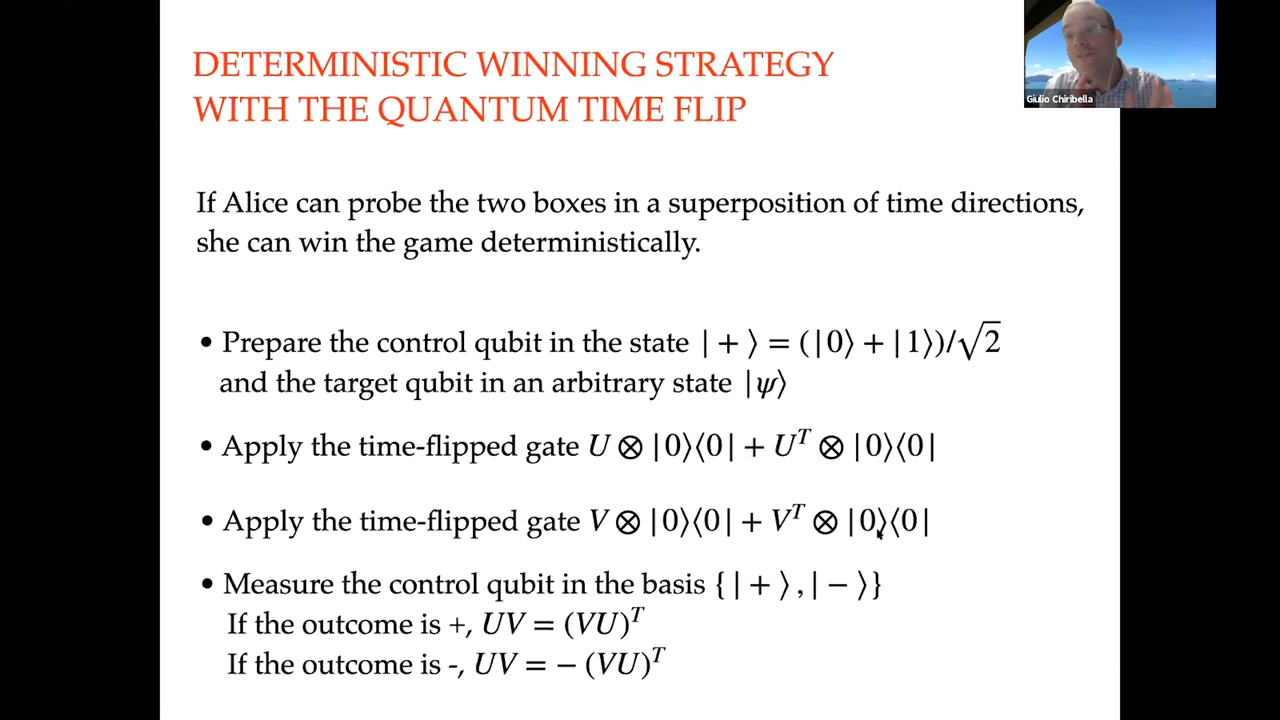 DETERMINISTIC WINNING STRATEGY
WITH THE QUANTUM TIME FLIP
Giulio Chiribella
If Alice can probe the two boxes in a superposition of time directions,
she can win the game deterministically.
• Prepare the control qubit in the state | + ⟩ = (|0⟩ + |1⟩)/√2
and the target qubit in an arbitrary state |ψ⟩
• Apply the time-flipped gate U ⊗ |0⟩⟨0| + Uᵀ ⊗ |0⟩⟨0|
• Apply the time-flipped gate V ⊗ |0⟩⟨0| + Vᵀ ⊗ |0⟩⟨0|
• Measure the control qubit in the basis {| + ⟩, | − ⟩}
If the outcome is +, UV = (VU)ᵀ
If the outcome is -, UV = − (VU)ᵀ